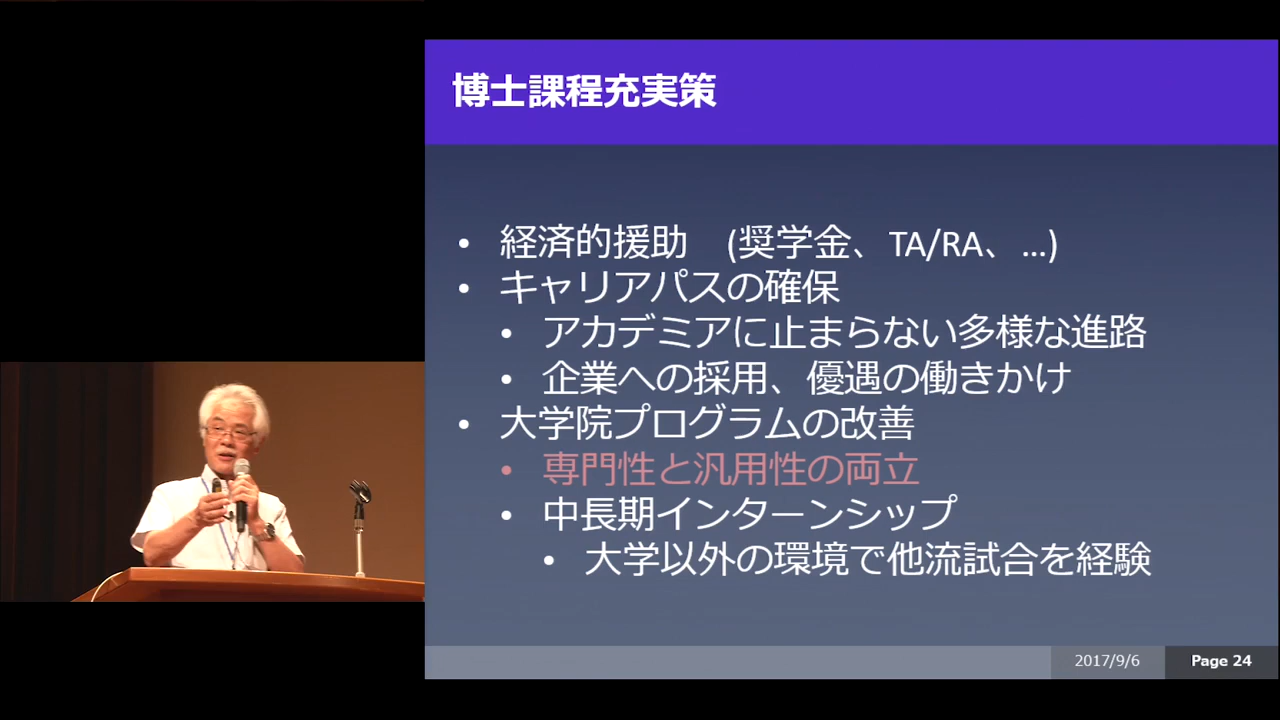 博士課程充実策
• 経済的援助　(奨学金、TA/RA、…)
• キャリアパスの確保
• アカデミアに止まらない多様な進路
• 企業への採用、優遇の働きかけ
• 大学院プログラムの改善
• 専門性と汎用性の両立
• 中長期インターンシップ
• 大学以外の環境で他流試合を経験
2017/9/6
Page 24